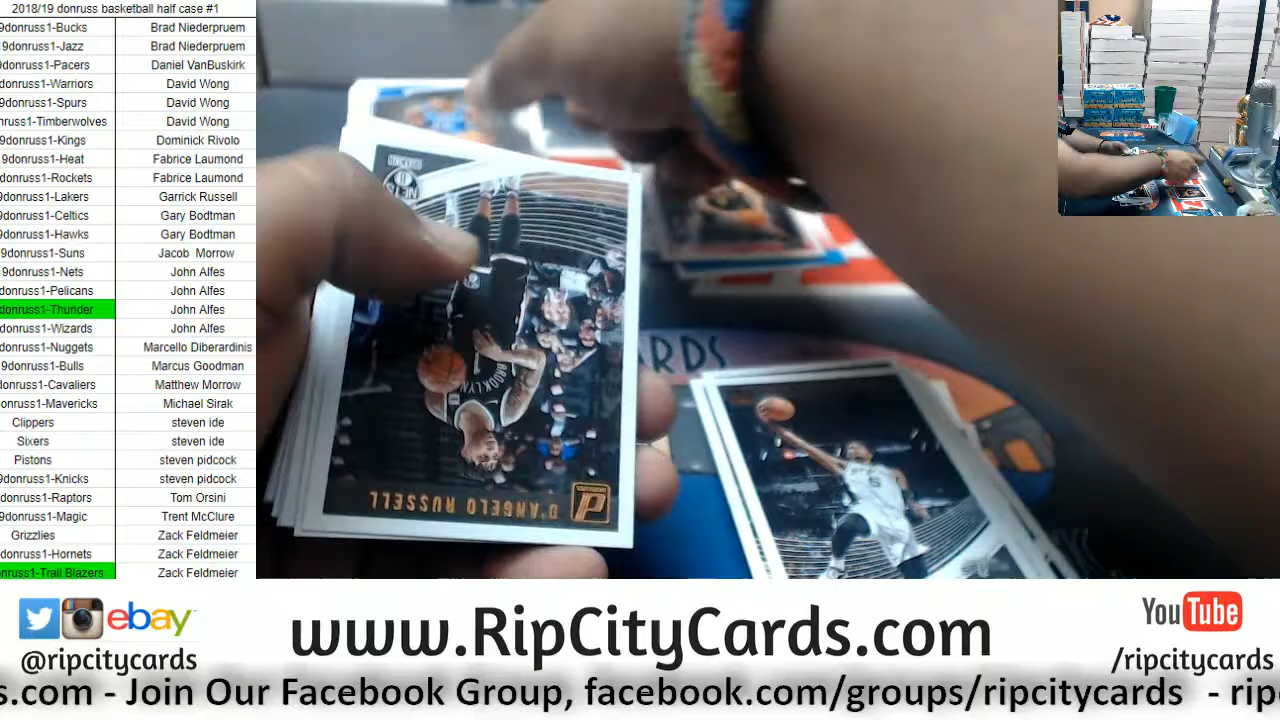 2018/19 donruss basketball half case #1
9donruss1-Bucks Brad Niederpruem
9donruss1-Jazz Brad Niederpruem
9donruss1-Pacers Daniel VanBuskirk
donruss1-Warriors David Wong
9donruss1-Spurs David Wong
nruss1-Timberwolves David Wong
9donruss1-Kings Dominick Rivolo
9donruss1-Heat Fabrice Laumond
donruss1-Rockets Fabrice Laumond
9donruss1-Lakers Garrick Russell
9donruss1-Celtics Gary Bodtman
9donruss1-Hawks Gary Bodtman
9donruss1-Suns Jacob Morrow
9donruss1-Nets John Alfes
donruss1-Pelicans John Alfes
donruss1-Thunder John Alfes
donruss1-Wizards John Alfes
donruss1-Nuggets Marcello Diberardinis
9donruss1-Bulls Marcus Goodman
donruss1-Cavaliers Matthew Morrow
onruss1-Mavericks Michael Sirak
Clippers steven ide
Sixers steven ide
Pistons steven pidcock
9donruss1-Knicks steven pidcock
donruss1-Raptors Tom Orsini
9donruss1-Magic Trent McClure
Grizzlies Zack Feldmeier
donruss1-Hornets Zack Feldmeier
nruss1-Trail Blazers Zack Feldmeier
NETS
BROOKLYN
D'ANGELO RUSSELL
CARDS
ebay
@ripcitycards
www.RipCityCards.com
YouTube
/ripcitycards
s.com - Join Our Facebook Group, facebook.com/groups/ripcitycards - rip